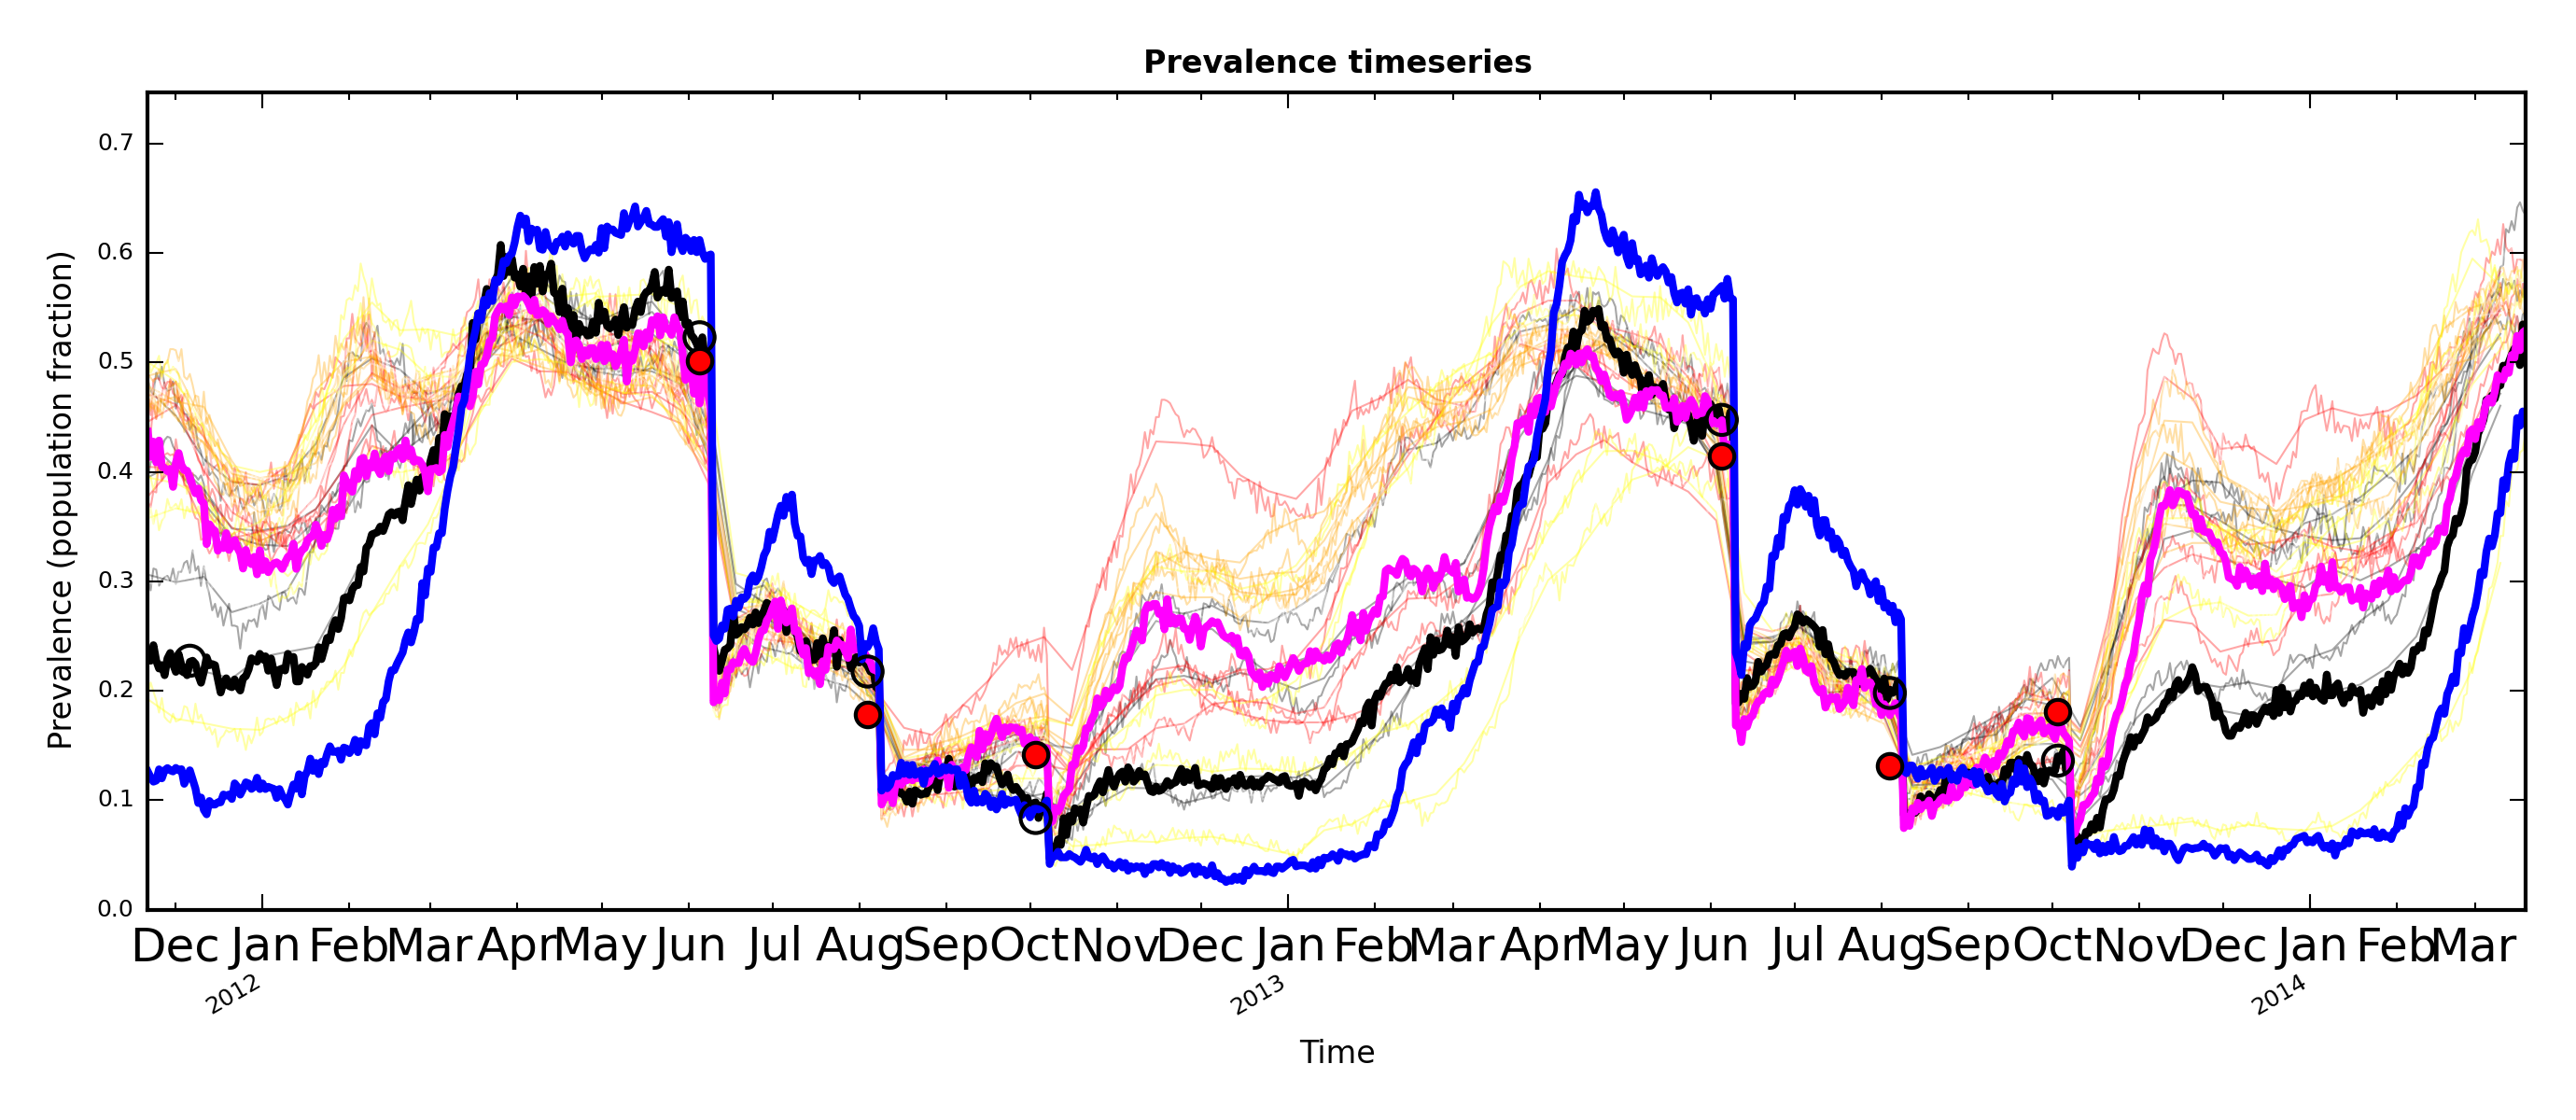 Prevalence timeseries
Prevalence (population fraction)
0.7
0.6
0.5
0.4
0.3
0.2
0.1
0.0
Dec Jan Feb Mar Apr May Jun Jul Aug Sep Oct Nov Dec Jan Feb Mar Apr May Jun Jul Aug Sep Oct Nov Dec Jan Feb Mar
2012 2013 2014
Time